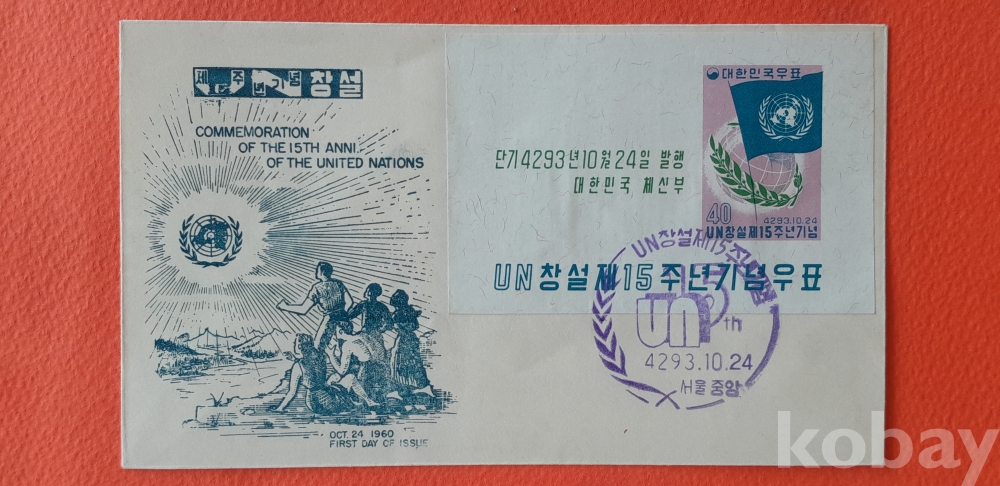 제15주년기념 창설
COMMEMORATION
OF THE 15TH ANNI.
OF THE UNITED NATIONS
OCT. 24 1960
FIRST DAY OF ISSUE
대한민국우표
40
4293.10.24
UN창설제15주년기념
단기4293년10월24일 발행
대한민국 체신부
UN창설제15주년기념우표
UN창설제15주년기념
UN 15th
4293.10.24
서울중앙
kobay